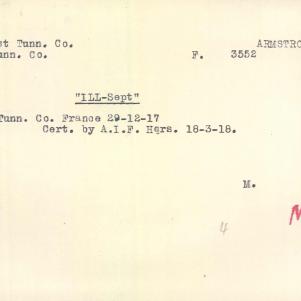 st Tunn. Co. ARMSTRO
unn. Co. F. 3552
"ILL-Sept"
Tunn. Co. France 29-12-17
Cert. by A.I.F. Hqrs. 18-3-18.
M.
4